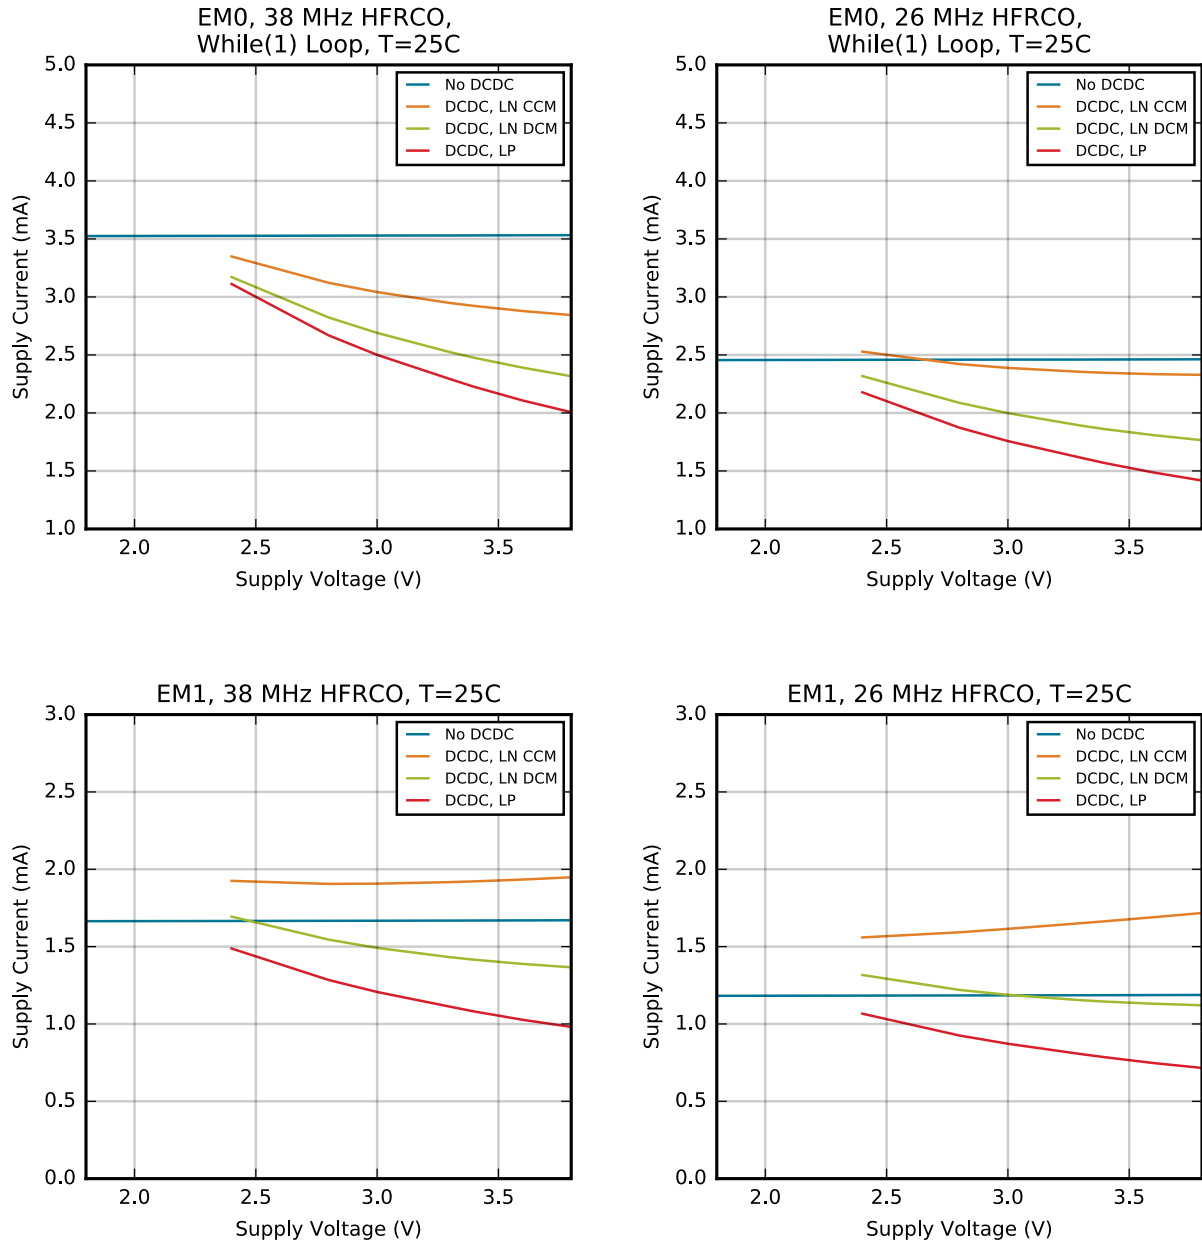 EM0, 38 MHz HFRCO,
While(1) Loop, T=25C
5.0
4.5
4.0
3.5
3.0
2.5
2.0
1.5
1.0
Supply Current (mA)
No DCDC
DCDC, LN CCM
DCDC, LN DCM
DCDC, LP
2.0 2.5 3.0 3.5
Supply Voltage (V)
EM0, 26 MHz HFRCO,
While(1) Loop, T=25C
5.0
4.5
4.0
3.5
3.0
2.5
2.0
1.5
1.0
Supply Current (mA)
No DCDC
DCDC, LN CCM
DCDC, LN DCM
DCDC, LP
2.0 2.5 3.0 3.5
Supply Voltage (V)
EM1, 38 MHz HFRCO, T=25C
3.0
2.5
2.0
1.5
1.0
0.5
0.0
Supply Current (mA)
No DCDC
DCDC, LN CCM
DCDC, LN DCM
DCDC, LP
2.0 2.5 3.0 3.5
Supply Voltage (V)
EM1, 26 MHz HFRCO, T=25C
3.0
2.5
2.0
1.5
1.0
0.5
0.0
Supply Current (mA)
No DCDC
DCDC, LN CCM
DCDC, LN DCM
DCDC, LP
2.0 2.5 3.0 3.5
Supply Voltage (V)